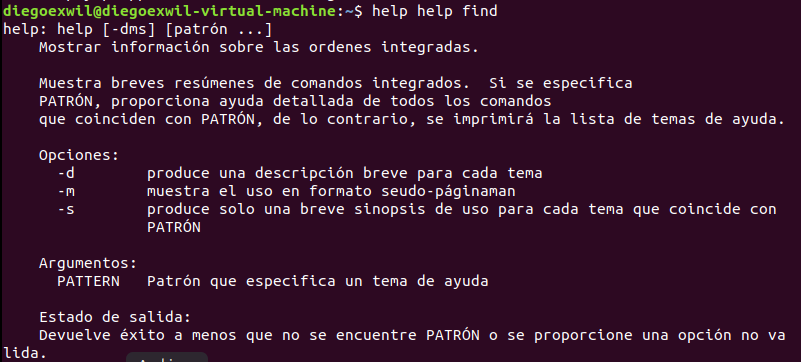 diegoexwil@diegoexwil-virtual-machine:~$ help help find
help: help [-dms] [patrón ...]
Mostrar información sobre las ordenes integradas.
Muestra breves resúmenes de comandos integrados.  Si se especifica
PATRÓN, proporciona ayuda detallada de todos los comandos
que coinciden con PATRÓN, de lo contrario, se imprimirá la lista de temas de ayuda.
Opciones:
-d        produce una descripción breve para cada tema
-m        muestra el uso en formato seudo-páginaman
-s        produce solo una breve sinopsis de uso para cada tema que coincide con
PATRÓN
Argumentos:
PATTERN   Patrón que especifica un tema de ayuda
Estado de salida:
Devuelve éxito a menos que no se encuentre PATRÓN o se proporcione una opción no va
lida.